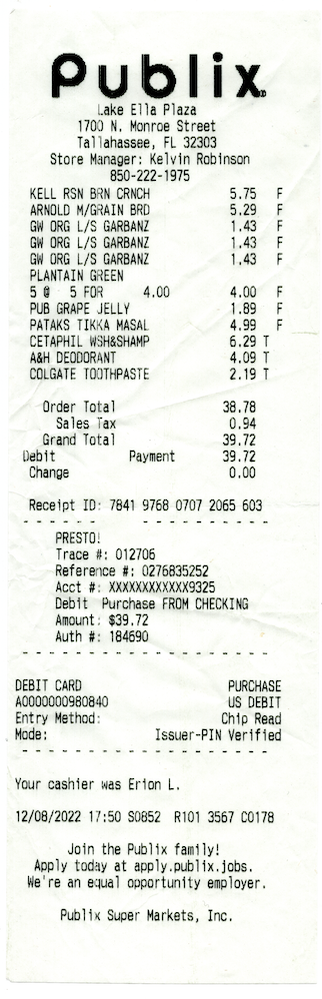 Publix
Lake Ella Plaza
1700 N. Monroe Street
Tallahassee, FL 32303
Store Manager: Kelvin Robinson
850-222-1975
KELL RSN BRN CRNCH 5.75 F
ARNOLD M/GRAIN BRD 5.29 F
GW ORG L/S GARBANZ 1.43 F
GW ORG L/S GARBANZ 1.43 F
GW ORG L/S GARBANZ 1.43 F
PLANTAIN GREEN
5 @ 5 FOR 4.00 4.00 F
PUB GRAPE JELLY 1.89 F
PATAKS TIKKA MASAL 4.99 F
CETAPHIL WSH&SHAMP 6.29 T
A&H DEODORANT 4.09 T
COLGATE TOOTHPASTE 2.19 T
Order Total 38.78
Sales Tax 0.94
Grand Total 39.72
Debit Payment 39.72
Change 0.00
Receipt ID: 7841 9768 0707 2065 603
PRESTO!
Trace #: 012706
Reference #: 0276835252
Acct #: XXXXXXXXXXXX9325
Debit Purchase FROM CHECKING
Amount: $39.72
Auth #: 184690
DEBIT CARD PURCHASE
A0000000980840 US DEBIT
Entry Method: Chip Read
Mode: Issuer-PIN Verified
Your cashier was Erion L.
12/08/2022 17:50 S0852 R101 3567 C0178
Join the Publix family!
Apply today at apply.publix.jobs.
We're an equal opportunity employer.
Publix Super Markets, Inc.